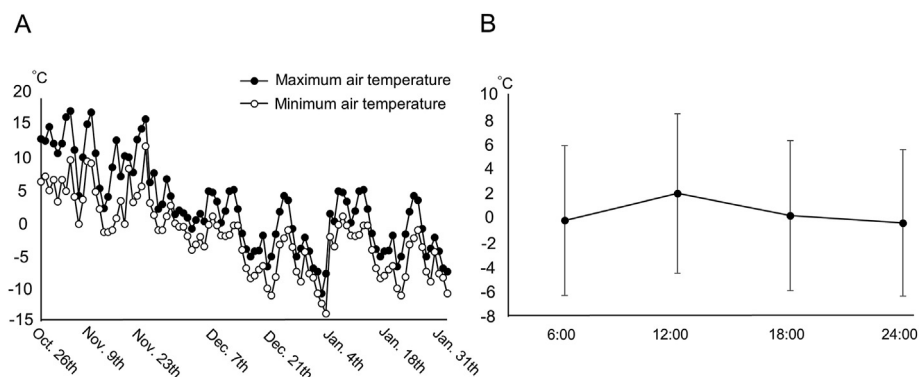 A
B
°C
20
15
10
5
0
-5
-10
-15
Maximum air temperature
Minimum air temperature
Oct. 26th
Nov. 9th
Nov. 23th
Dec. 7th
Dec. 21th
Jan. 4th
Jan. 18th
Jan. 31th
°C
10
8
6
4
2
0
-2
-4
-6
-8
6:00
12:00
18:00
24:00